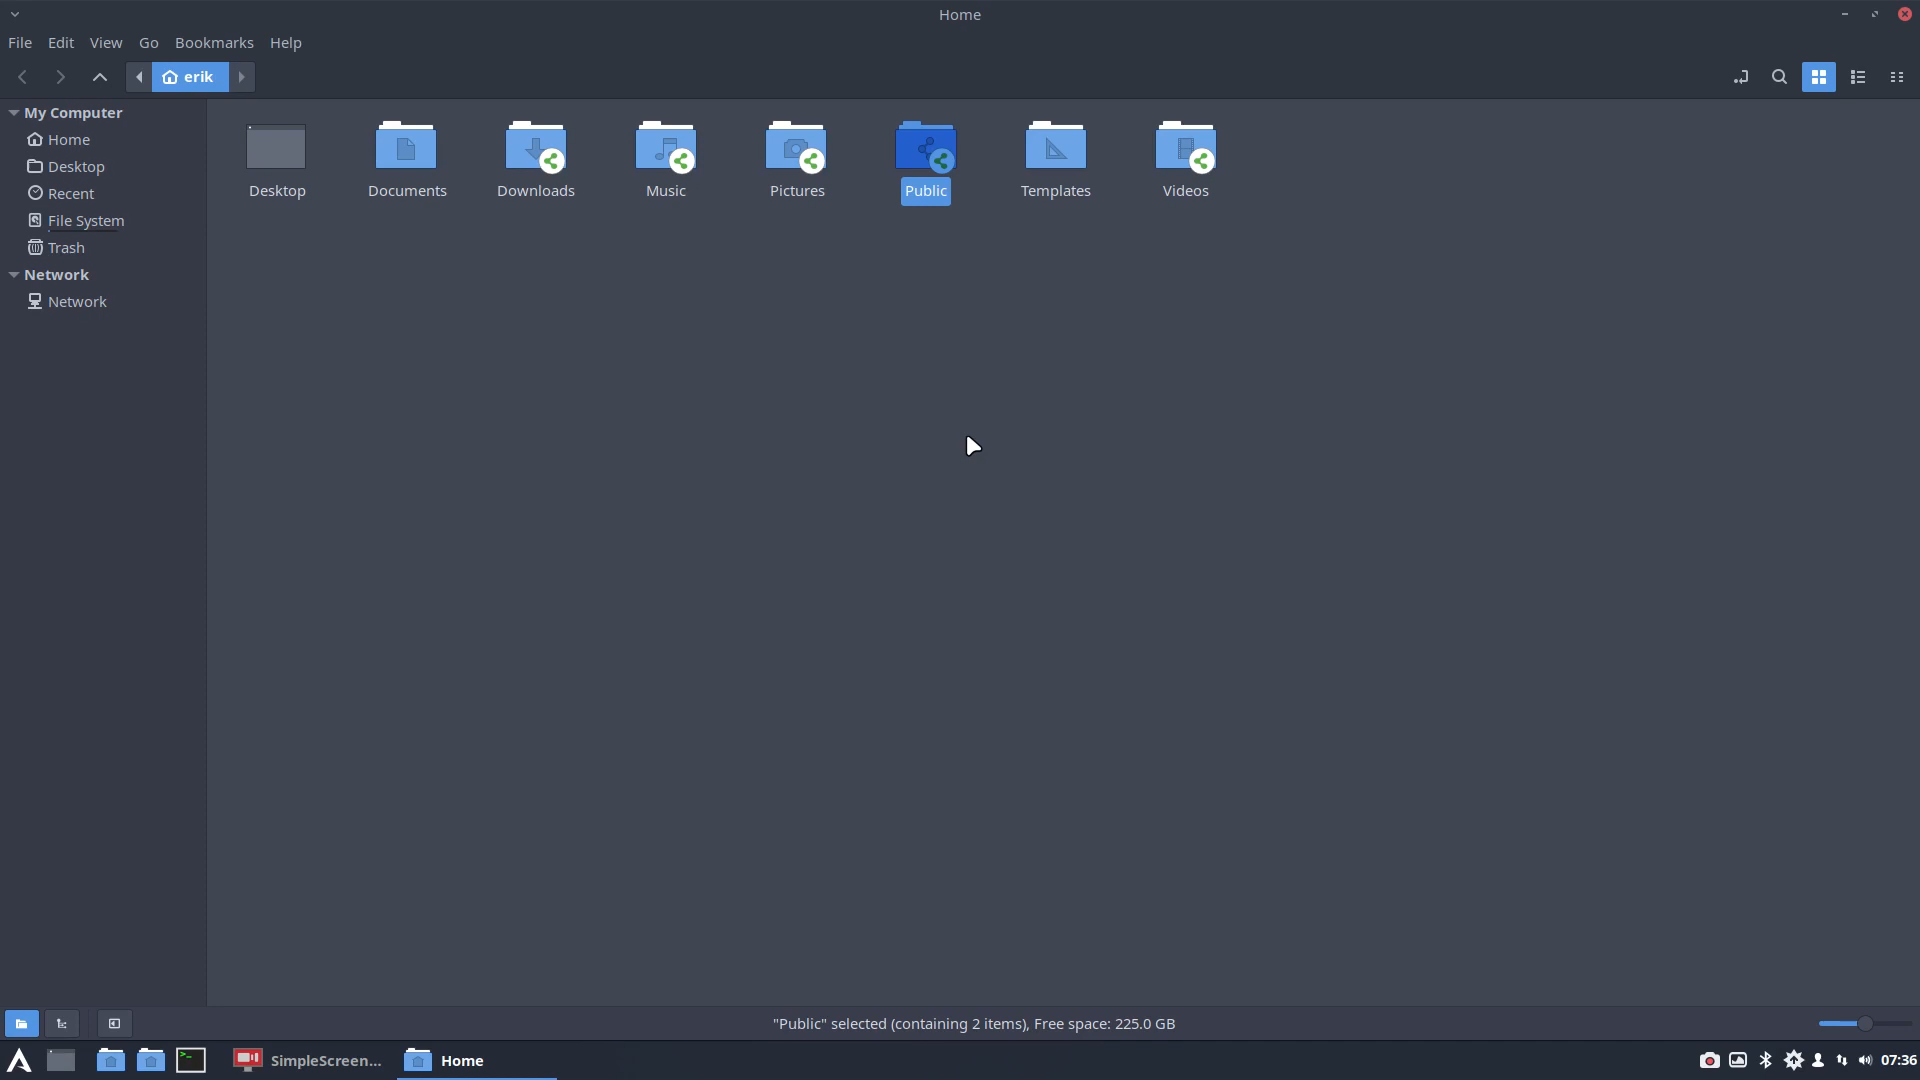 Home
File Edit View Go Bookmarks Help
erik
My Computer
Home
Desktop
Recent
File System
Trash
Network
Network
Desktop Documents Downloads Music Pictures Public Templates Videos
"Public" selected (containing 2 items), Free space: 225.0 GB
>_ SimpleScreen... Home 07:36